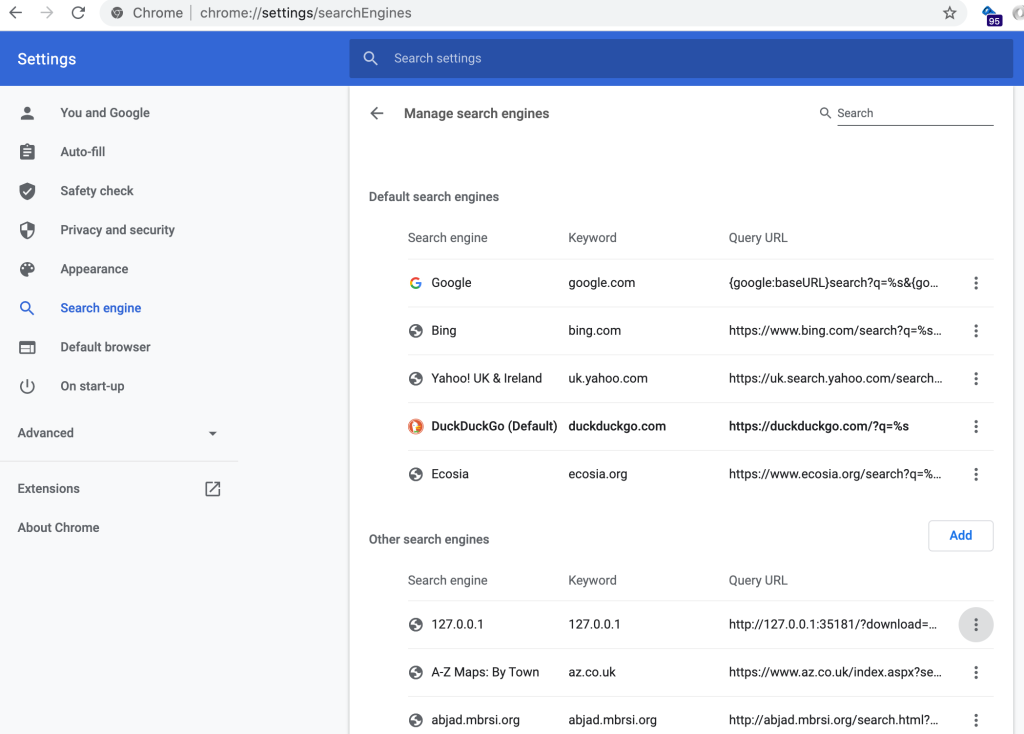 Chrome | chrome://settings/searchEngines
95
Settings
Search settings
You and Google
Auto-fill
Safety check
Privacy and security
Appearance
Search engine
Default browser
On start-up
Advanced
Extensions
About Chrome
Manage search engines
Search
Default search engines
Search engine Keyword Query URL
Google google.com {google:baseURL}search?q=%s&{go...
Bing bing.com https://www.bing.com/search?q=%s...
Yahoo! UK & Ireland uk.yahoo.com https://uk.search.yahoo.com/search...
DuckDuckGo (Default) duckduckgo.com https://duckduckgo.com/?q=%s
Ecosia ecosia.org https://www.ecosia.org/search?q=%...
Other search engines
Add
Search engine Keyword Query URL
127.0.0.1 127.0.0.1 http://127.0.0.1:35181/?download=...
A-Z Maps: By Town az.co.uk https://www.az.co.uk/index.aspx?se...
abjad.mbrsi.org abjad.mbrsi.org http://abjad.mbrsi.org/search.html?...